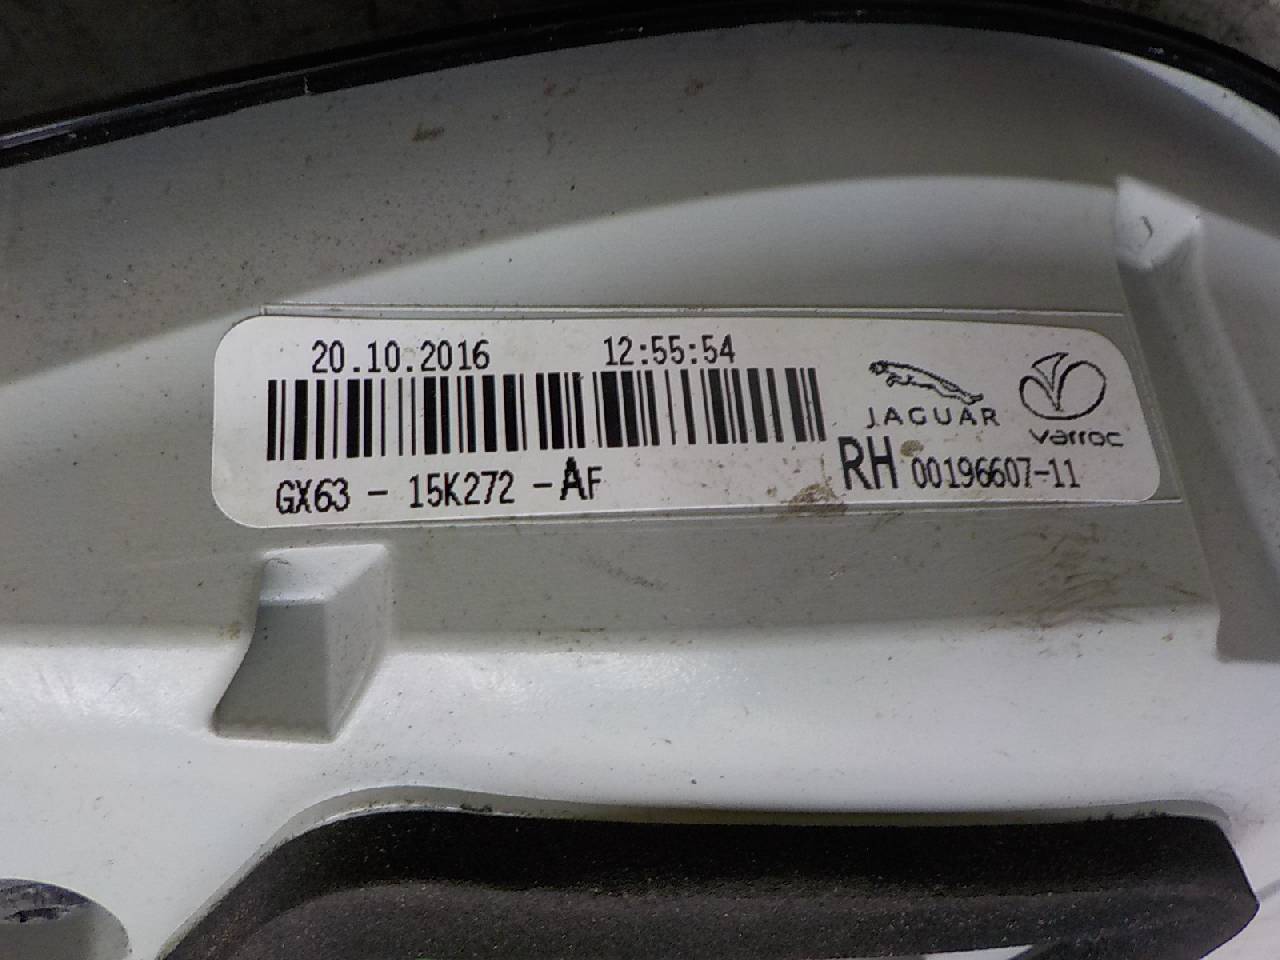 20.10.2016 12:55:54
JAGUAR varroc
GX63 - 15K272 - AF RH 00196607-11